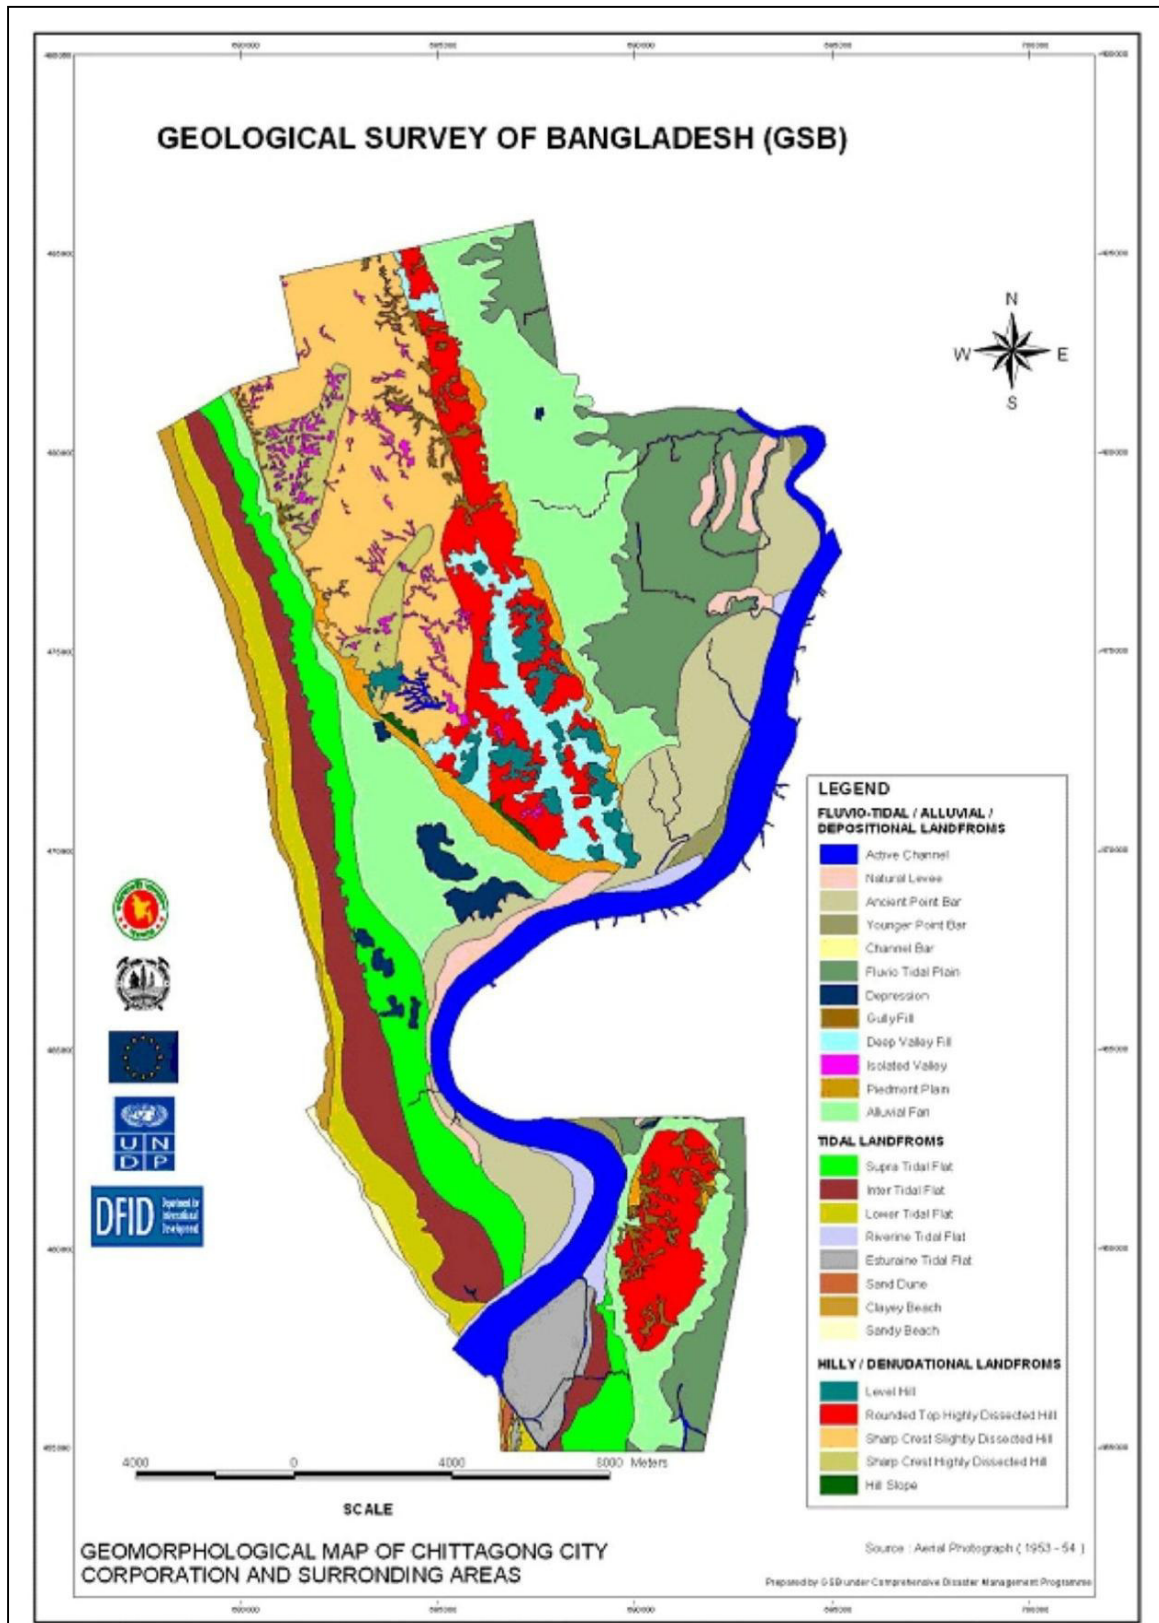 GEOLOGICAL SURVEY OF BANGLADESH (GSB)
N
W E
S
LEGEND
FLUVIO-TIDAL / ALLUVIAL /
DEPOSITIONAL LANDFROMS
Active Channel
Natural Levee
Ancient Point Bar
Younger Point Bar
Channel Bar
Fluvio Tidal Plain
Depression
Gully Fill
Deep Valley Fill
Isolated Valley
Piedmont Plain
Alluvial Fan
TIDAL LANDFROMS
Supra Tidal Flat
Inter Tidal Flat
Lower Tidal Flat
Riverine Tidal Flat
Esturaine Tidal Flat
Sand Dune
Clayey Beach
Sandy Beach
HILLY / DENUDATIONAL LANDFROMS
Level Hill
Rounded Top Highly Dissected Hill
Sharp Crest Slightly Dissected Hill
Sharp Crest Highly Dissected Hill
Hill Slope
U N
D P
DFID
Department for
International
Development
4000 0 4000 8000 Meters
SCALE
GEOMORPHOLOGICAL MAP OF CHITTAGONG CITY
CORPORATION AND SURRONDING AREAS
Source : Aerial Photograph ( 1953 - 54 )
Prepared by GSB under Comprehensive Disaster Management Programme